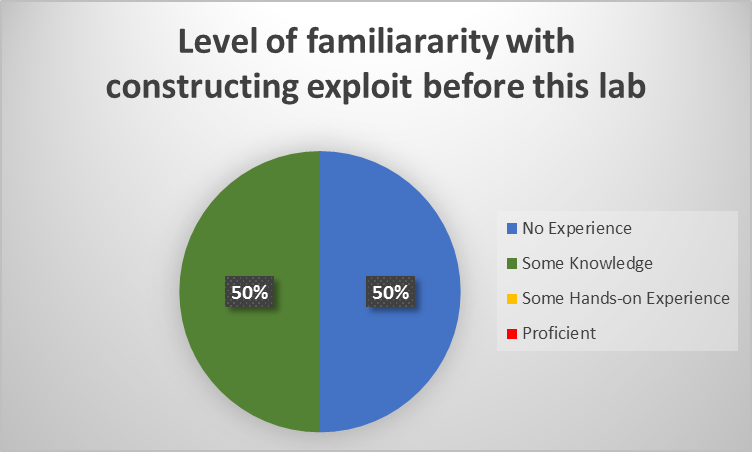 Level of familiararity with
constructing exploit before this lab
50%
50%
No Experience
Some Knowledge
Some Hands-on Experience
Proficient